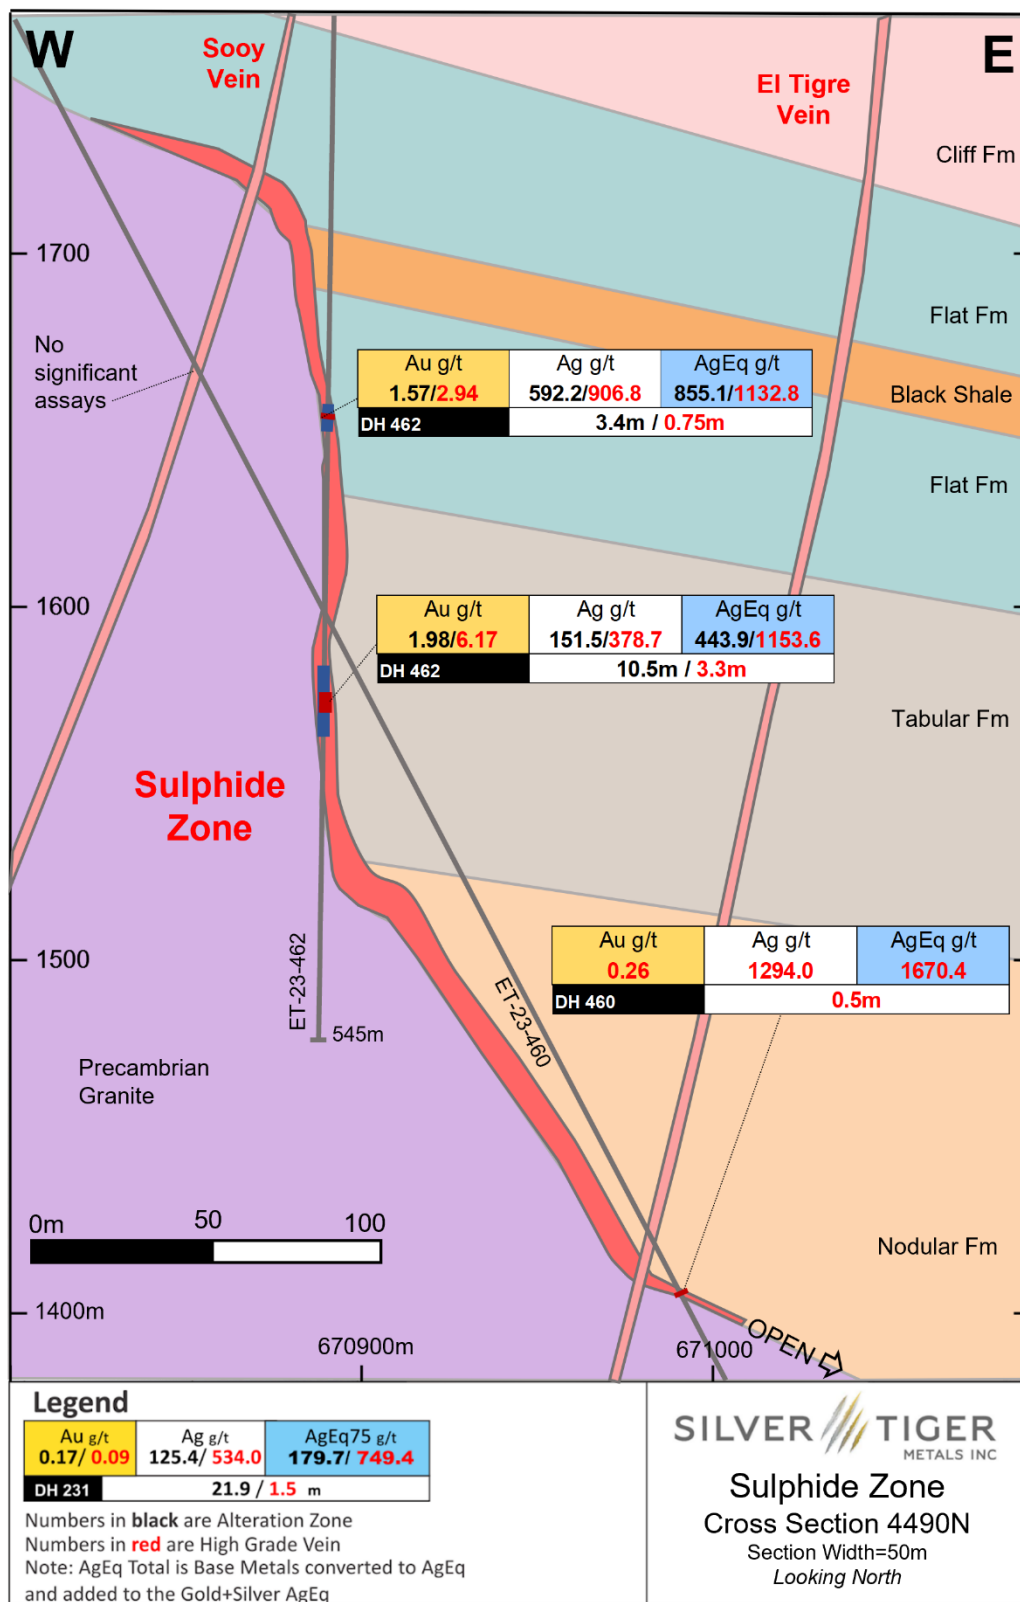 W
E
Sooy
Vein
El Tigre
Vein
Cliff Fm
1700
Flat Fm
No
significant
assays
Au g/t Ag g/t AgEq g/t
1.57/2.94 592.2/906.8 855.1/1132.8
DH 462 3.4m / 0.75m
Black Shale
Flat Fm
1600
Au g/t Ag g/t AgEq g/t
1.98/6.17 151.5/378.7 443.9/1153.6
DH 462 10.5m / 3.3m
Tabular Fm
Sulphide
Zone
Au g/t Ag g/t AgEq g/t
0.26 1294.0 1670.4
DH 460 0.5m
1500
ET-23-462
ET-23-460
545m
Precambrian
Granite
0m 50 100
Nodular Fm
1400m
670900m
671000
OPEN
Legend
Au g/t Ag g/t AgEq75 g/t
0.17/ 0.09 125.4/ 534.0 179.7/ 749.4
DH 231 21.9 / 1.5 m
Numbers in black are Alteration Zone
Numbers in red are High Grade Vein
Note: AgEq Total is Base Metals converted to AgEq
and added to the Gold+Silver AgEq
SILVER TIGER
METALS INC
Sulphide Zone
Cross Section 4490N
Section Width=50m
Looking North